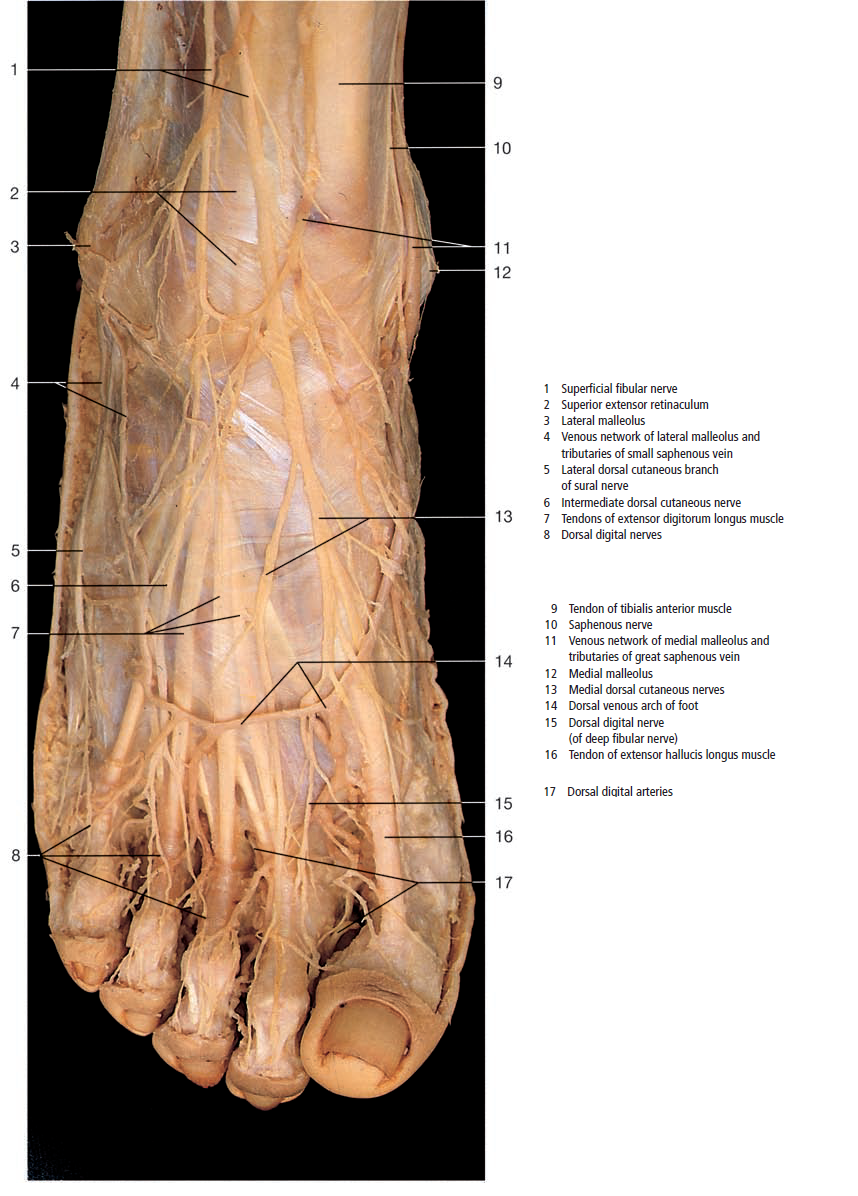 1
2
3
4
5
6
7
8
9
10
11
12
13
14
15
16
17
1 Superficial fibular nerve
2 Superior extensor retinaculum
3 Lateral malleolus
4 Venous network of lateral malleolus and
tributaries of small saphenous vein
5 Lateral dorsal cutaneous branch
of sural nerve
6 Intermediate dorsal cutaneous nerve
7 Tendons of extensor digitorum longus muscle
8 Dorsal digital nerves
9 Tendon of tibialis anterior muscle
10 Saphenous nerve
11 Venous network of medial malleolus and
tributaries of great saphenous vein
12 Medial malleolus
13 Medial dorsal cutaneous nerves
14 Dorsal venous arch of foot
15 Dorsal digital nerve
(of deep fibular nerve)
16 Tendon of extensor hallucis longus muscle
17 Dorsal digital arteries